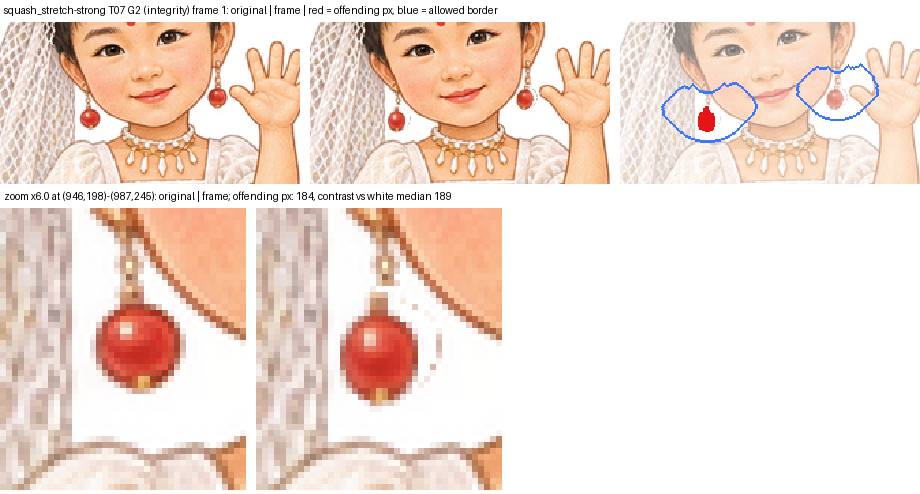 squash_stretch-strong T07 G2 (integrity) frame 1: original | frame | red = offending px, blue = allowed border
zoom x6.0 at (946,198)-(987,245): original | frame; offending px: 184, contrast vs white median 189